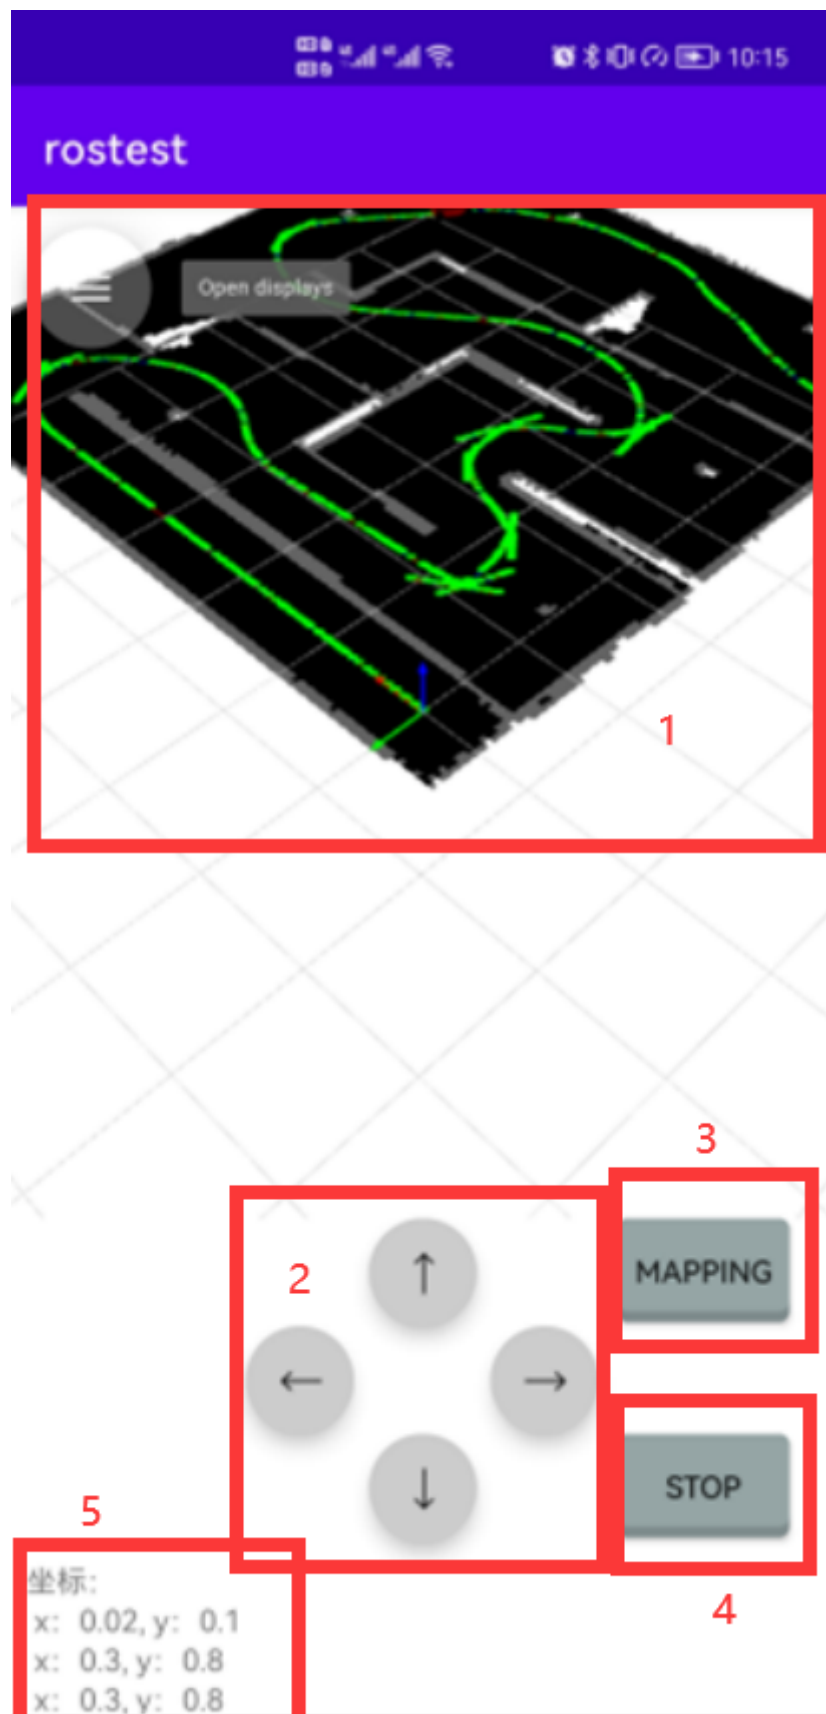 10:15
rostest
Open displays
1
3
2
↑
MAPPING
← →
↓
STOP
5
4
坐标:
x: 0.02, y: 0.1
x: 0.3, y: 0.8
x: 0.3, y: 0.8